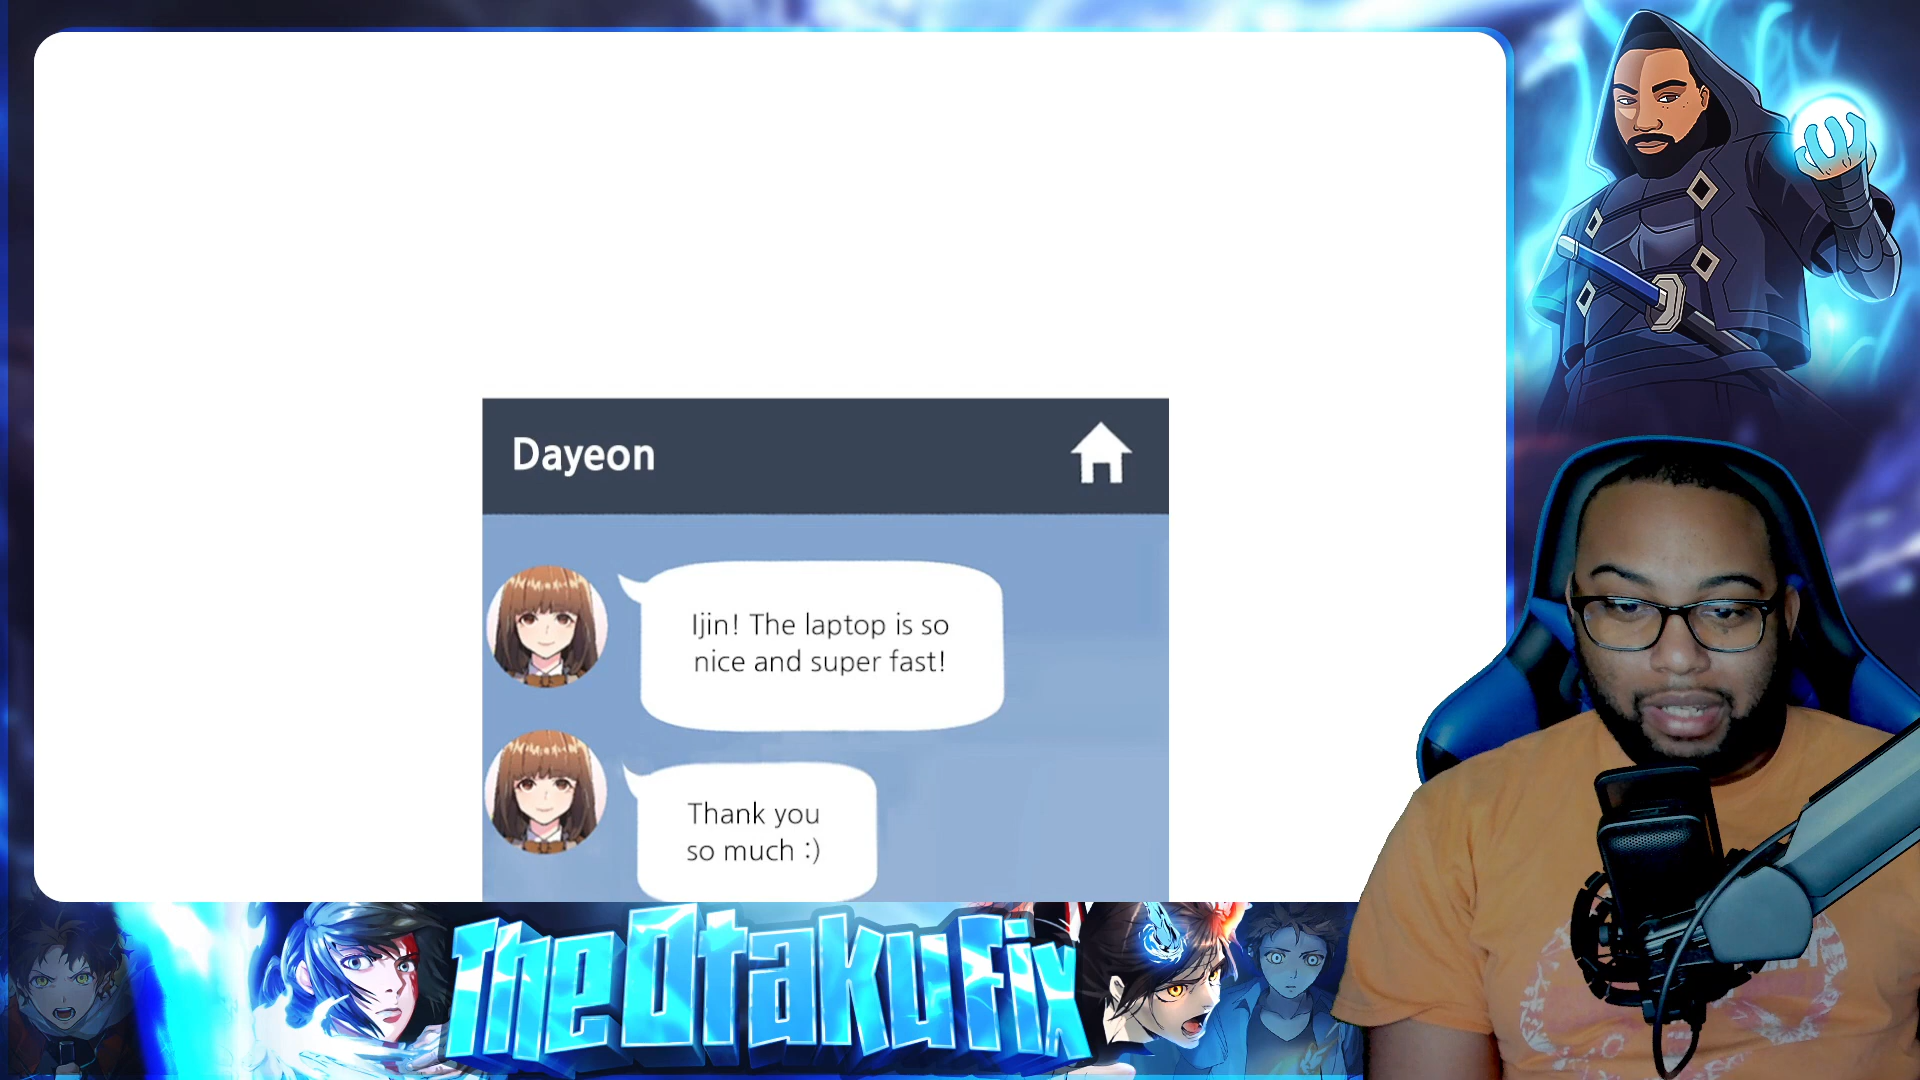 Dayeon
Ijin! The laptop is so
nice and super fast!
Thank you
so much :)
TheOtakuFix